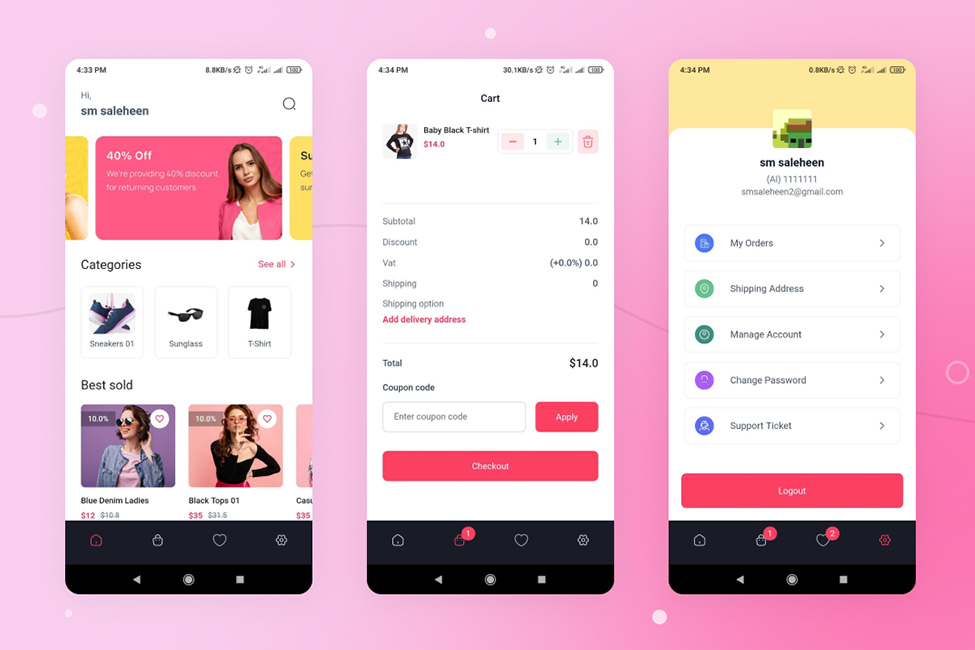 4:33 PM 8.8KB/s 100
Hi,
sm saleheen
40% Off
We're providing 40% discount
for returning customers
Su
Get
sur
Categories See all
Sneakers 01 Sunglass T-Shirt
Best sold
10.0% 10.0%
Blue Denim Ladies Black Tops 01 Casu
$12 $10.8 $35 $31.5 $35
4:34 PM 30.1KB/s 100
Cart
Baby Black T-shirt
$14.0
1
Subtotal 14.0
Discount 0.0
Vat (+0.0%) 0.0
Shipping 0
Shipping option
Add delivery address
Total $14.0
Coupon code
Enter coupon code Apply
Checkout
1
4:34 PM 0.8KB/s 100
sm saleheen
(Al) 1111111
smsaleheen2@gmail.com
My Orders
Shipping Address
Manage Account
Change Password
Support Ticket
Logout
1 2